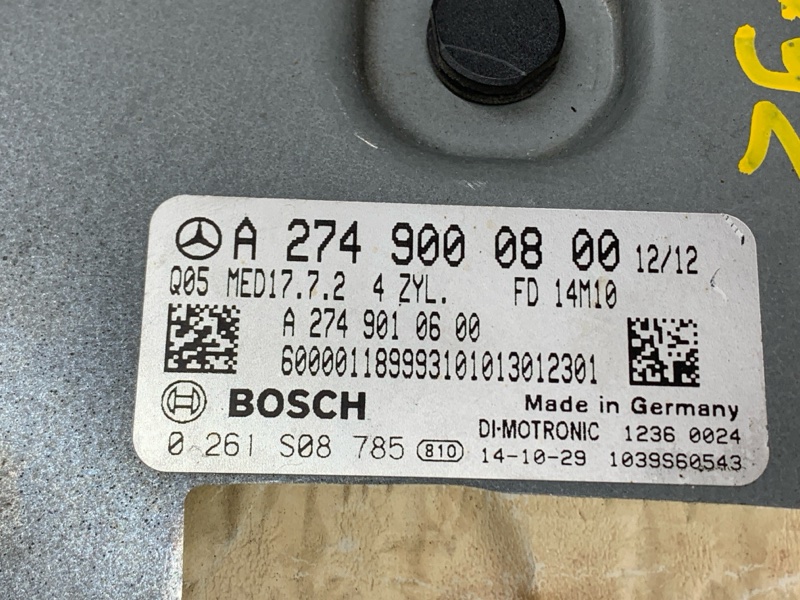 A 274 900 08 00 12/12
Q05 MED17.7.2 4 ZYL. FD 14M10
A 274 901 06 00
600001189993101013012301
BOSCH Made in Germany
DI-MOTRONIC 1236 0024
0 261 S08 785 810 14-10-29 1039S60543